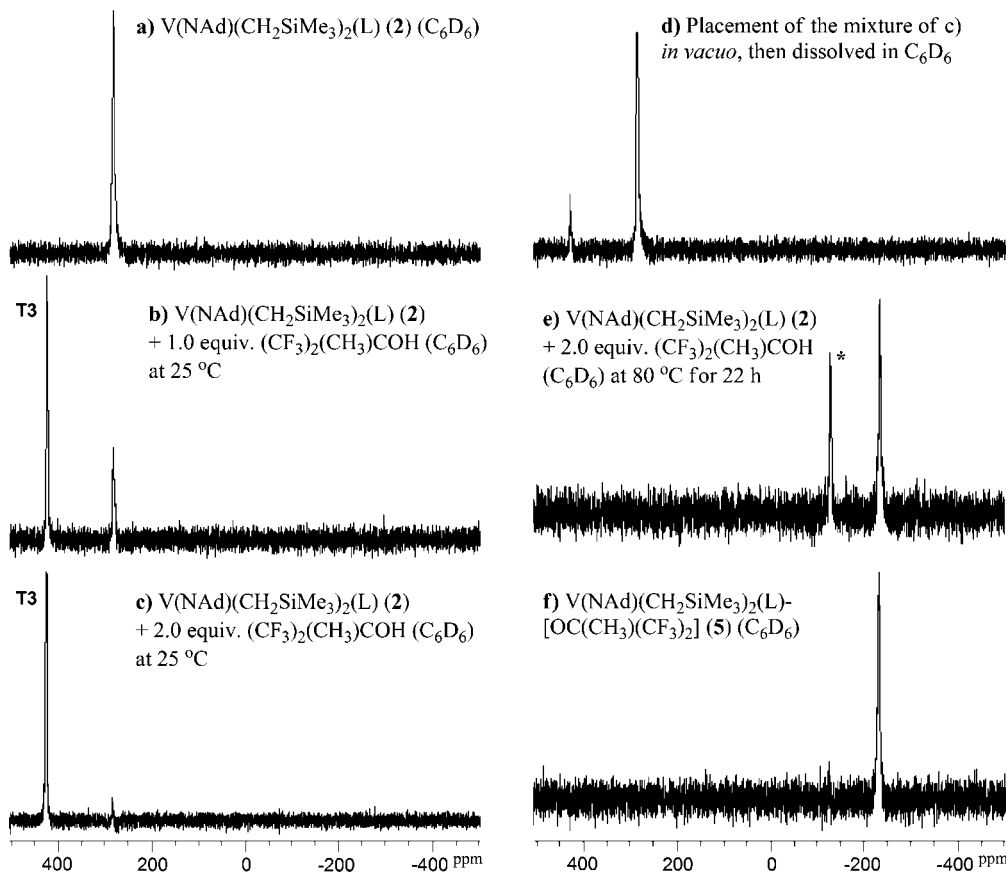 a) V(NAd)(CH2SiMe3)2(L) (2) (C6D6)
T3
b) V(NAd)(CH2SiMe3)2(L) (2)
+ 1.0 equiv. (CF3)2(CH3)COH (C6D6)
at 25 °C
T3
c) V(NAd)(CH2SiMe3)2(L) (2)
+ 2.0 equiv. (CF3)2(CH3)COH (C6D6)
at 25 °C
400 200 0 -200 -400 ppm
d) Placement of the mixture of c)
in vacuo, then dissolved in C6D6
e) V(NAd)(CH2SiMe3)2(L) (2)
+ 2.0 equiv. (CF3)2(CH3)COH
(C6D6) at 80 °C for 22 h
*
f) V(NAd)(CH2SiMe3)2(L)-
[OC(CH3)(CF3)2] (5) (C6D6)
400 200 0 -200 -400 ppm